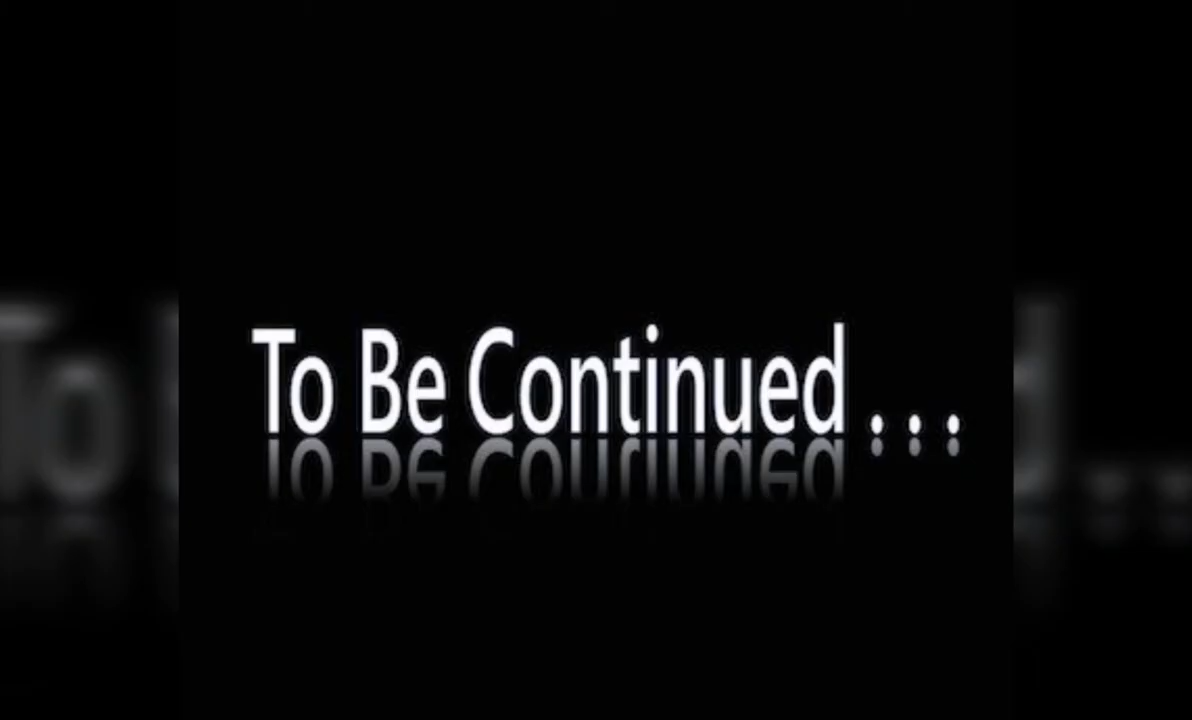 To Be Continued . . .